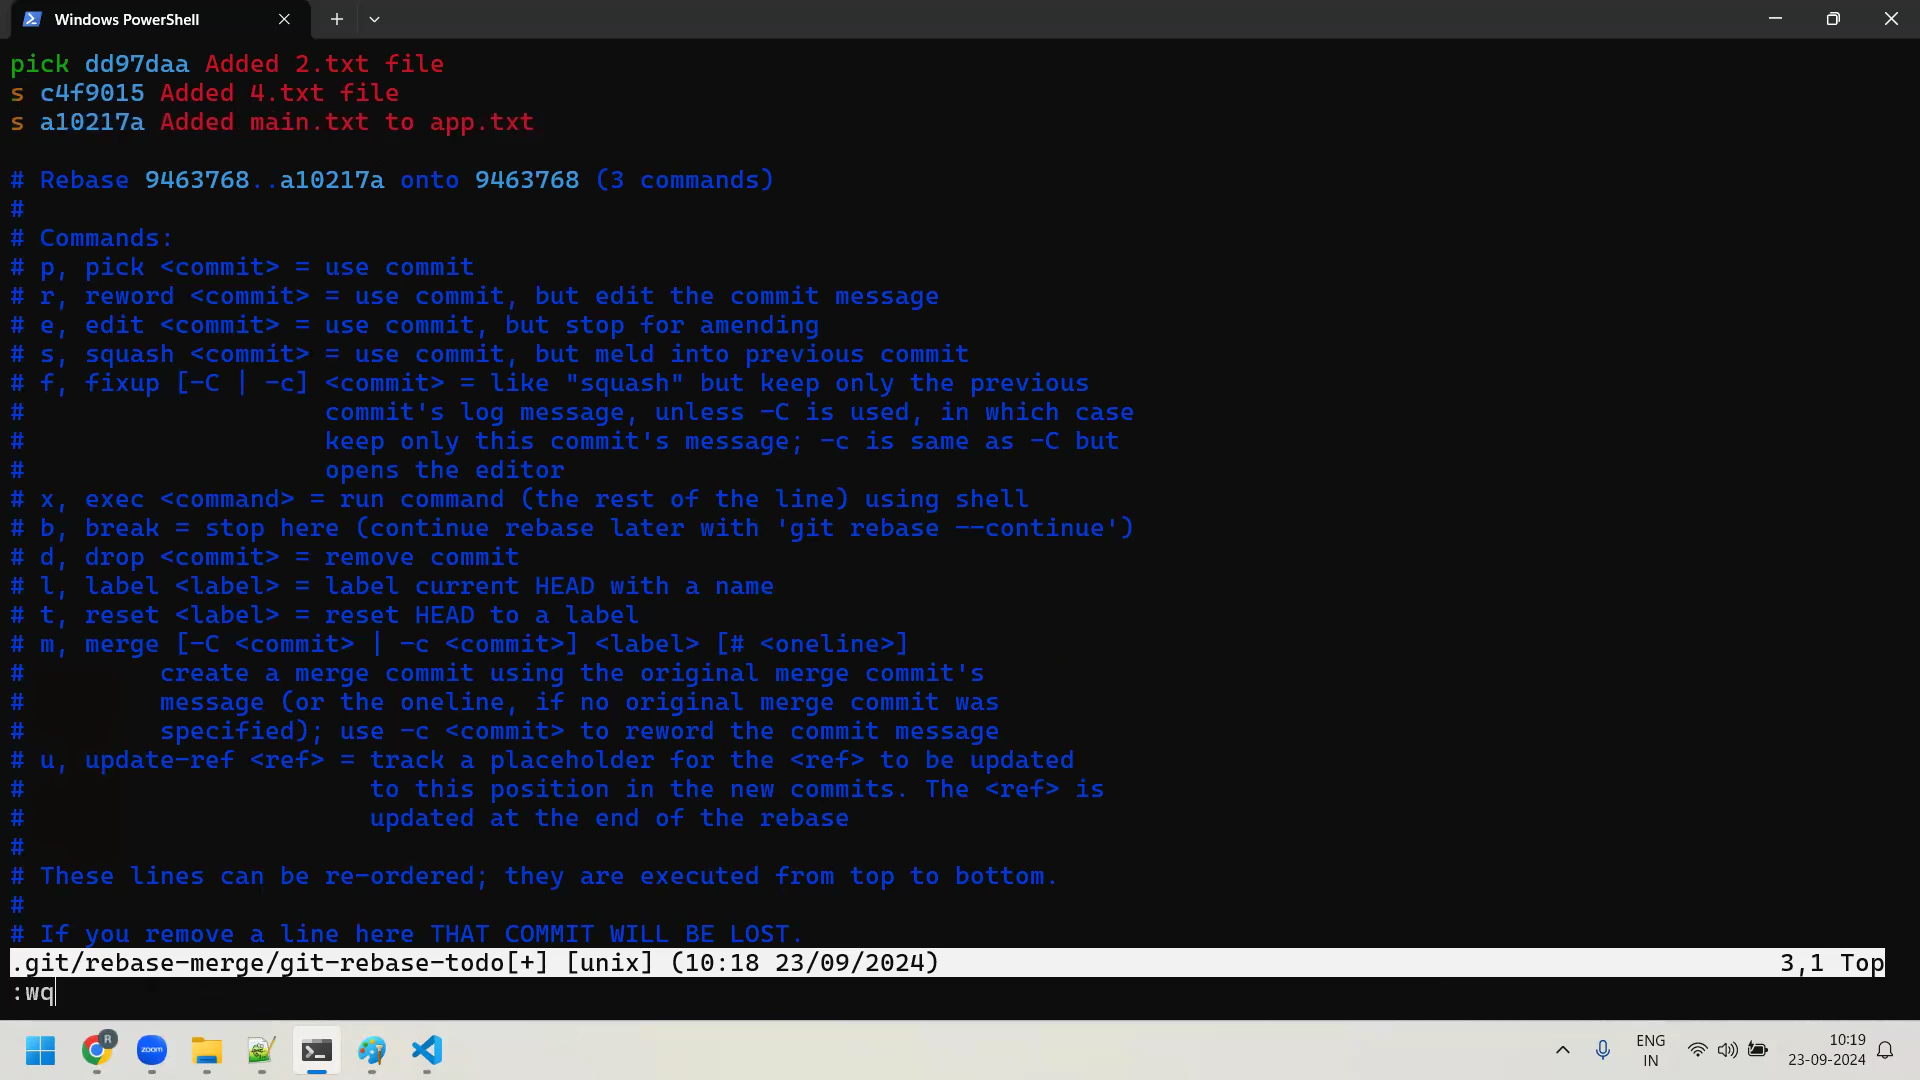 Windows PowerShell
pick dd97daa Added 2.txt file
s c4f9015 Added 4.txt file
s a10217a Added main.txt to app.txt
# Rebase 9463768..a10217a onto 9463768 (3 commands)
#
# Commands:
# p, pick <commit> = use commit
# r, reword <commit> = use commit, but edit the commit message
# e, edit <commit> = use commit, but stop for amending
# s, squash <commit> = use commit, but meld into previous commit
# f, fixup [-C | -c] <commit> = like "squash" but keep only the previous
#                    commit's log message, unless -C is used, in which case
#                    keep only this commit's message; -c is same as -C but
#                    opens the editor
# x, exec <command> = run command (the rest of the line) using shell
# b, break = stop here (continue rebase later with 'git rebase --continue')
# d, drop <commit> = remove commit
# l, label <label> = label current HEAD with a name
# t, reset <label> = reset HEAD to a label
# m, merge [-C <commit> | -c <commit>] <label> [# <oneline>]
#         create a merge commit using the original merge commit's
#         message (or the oneline, if no original merge commit was
#         specified); use -c <commit> to reword the commit message
# u, update-ref <ref> = track a placeholder for the <ref> to be updated
#                       to this position in the new commits. The <ref> is
#                       updated at the end of the rebase
#
# These lines can be re-ordered; they are executed from top to bottom.
#
# If you remove a line here THAT COMMIT WILL BE LOST.
.git/rebase-merge/git-rebase-todo[+] [unix] (10:18 23/09/2024) 3,1 Top
:wq
R
zoom
ENG
IN
10:19
23-09-2024